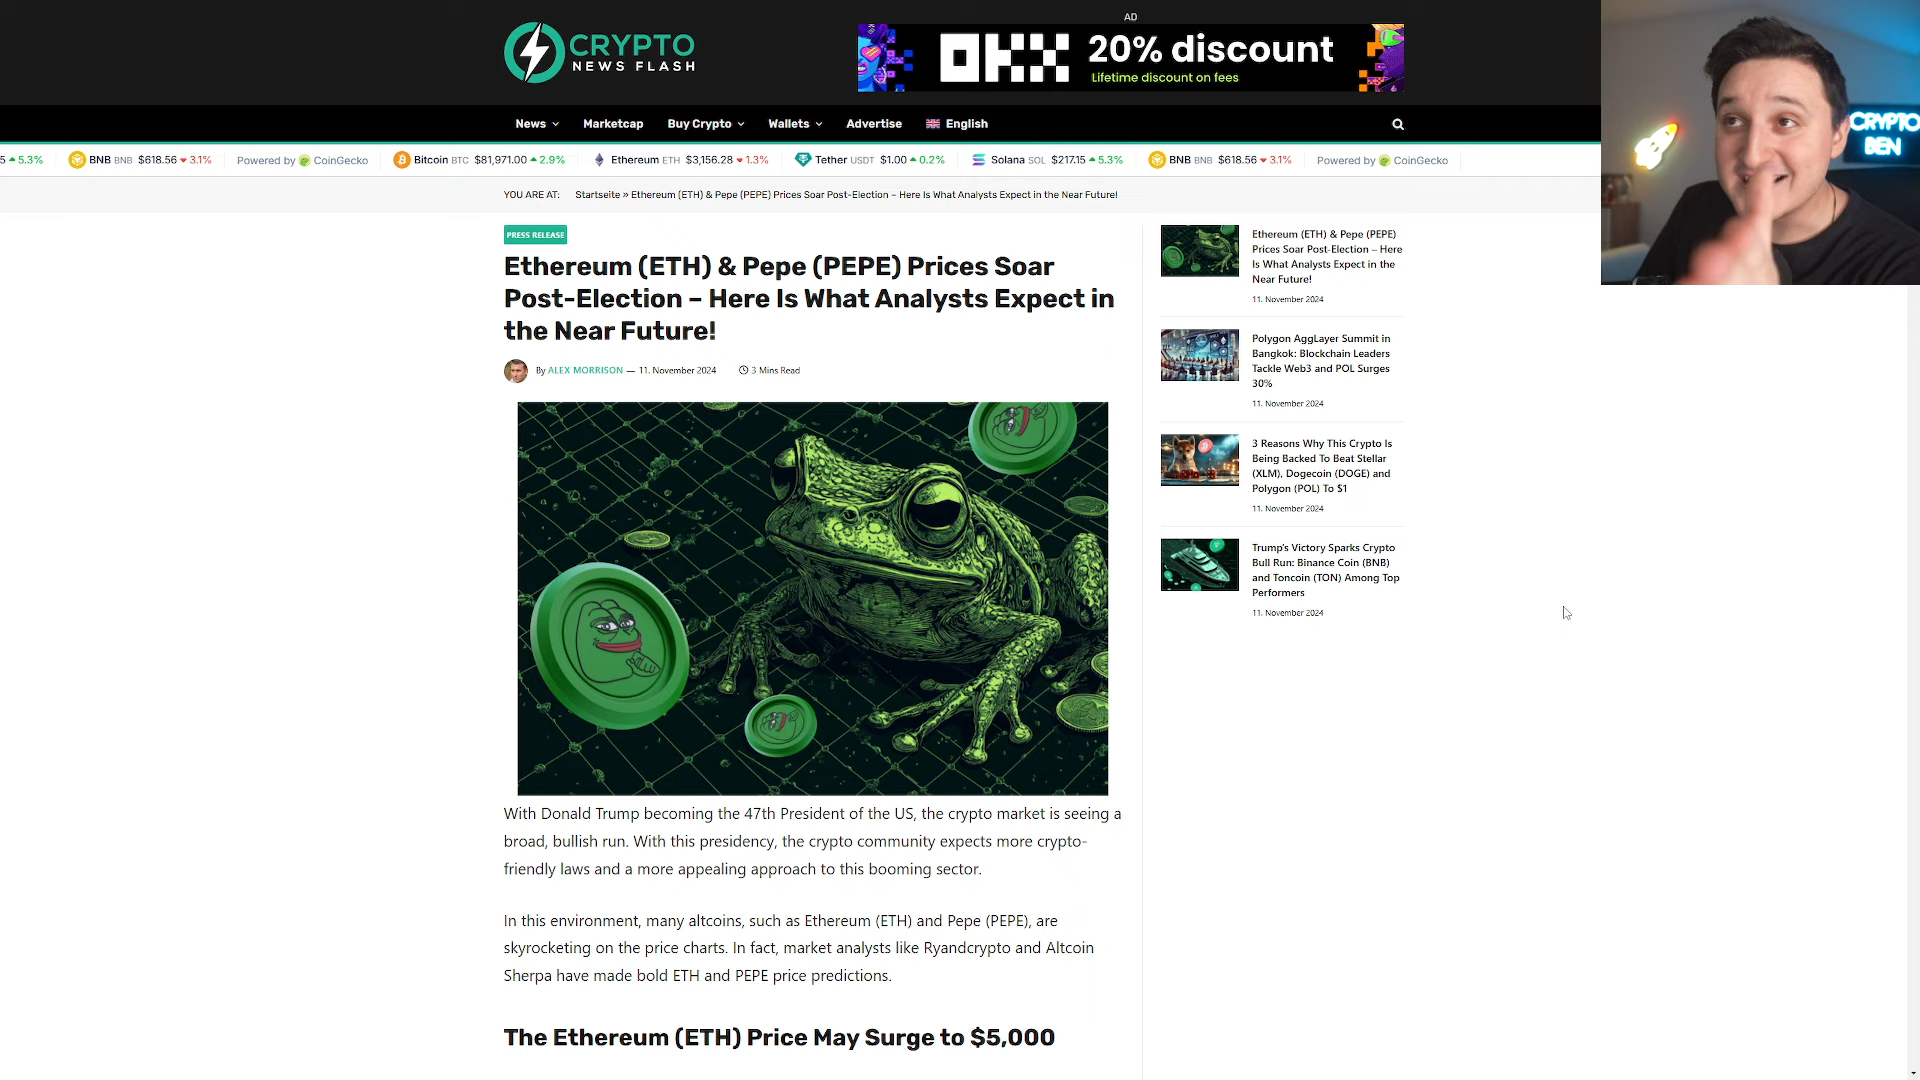 AD
CRYPTO
NEWS FLASH
OKX
20% discount
Lifetime discount on fees
News
Marketcap
Buy Crypto
Wallets
Advertise
English
5 5.3%
BNB BNB $618.56 3.1%
Powered by CoinGecko
Bitcoin BTC $81,971.00 2.9%
Ethereum ETH $3,156.28 1.3%
Tether USDT $1.00 0.2%
Solana SOL $217.15 5.3%
BNB BNB $618.56 3.1%
Powered by CoinGecko
CRYPTO
BEN
YOU ARE AT: Startseite » Ethereum (ETH) & Pepe (PEPE) Prices Soar Post-Election – Here Is What Analysts Expect in the Near Future!
PRESS RELEASE
Ethereum (ETH) & Pepe (PEPE) Prices Soar
Post-Election – Here Is What Analysts Expect in
the Near Future!
By ALEX MORRISON — 11. November 2024 3 Mins Read
With Donald Trump becoming the 47th President of the US, the crypto market is seeing a
broad, bullish run. With this presidency, the crypto community expects more crypto-
friendly laws and a more appealing approach to this booming sector.
In this environment, many altcoins, such as Ethereum (ETH) and Pepe (PEPE), are
skyrocketing on the price charts. In fact, market analysts like Ryandcrypto and Altcoin
Sherpa have made bold ETH and PEPE price predictions.
The Ethereum (ETH) Price May Surge to $5,000
Ethereum (ETH) & Pepe (PEPE)
Prices Soar Post-Election – Here
Is What Analysts Expect in the
Near Future!
11. November 2024
Polygon AggLayer Summit in
Bangkok: Blockchain Leaders
Tackle Web3 and POL Surges
30%
11. November 2024
3 Reasons Why This Crypto Is
Being Backed To Beat Stellar
(XLM), Dogecoin (DOGE) and
Polygon (POL) To $1
11. November 2024
Trump's Victory Sparks Crypto
Bull Run: Binance Coin (BNB)
and Toncoin (TON) Among Top
Performers
11. November 2024